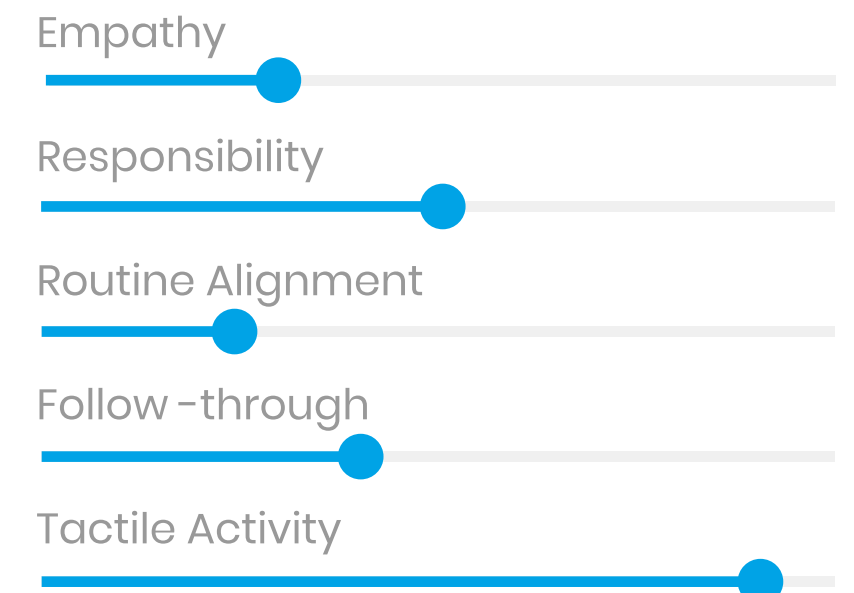 Empathy
Responsibility
Routine Alignment
Follow -through
Tactile Activity